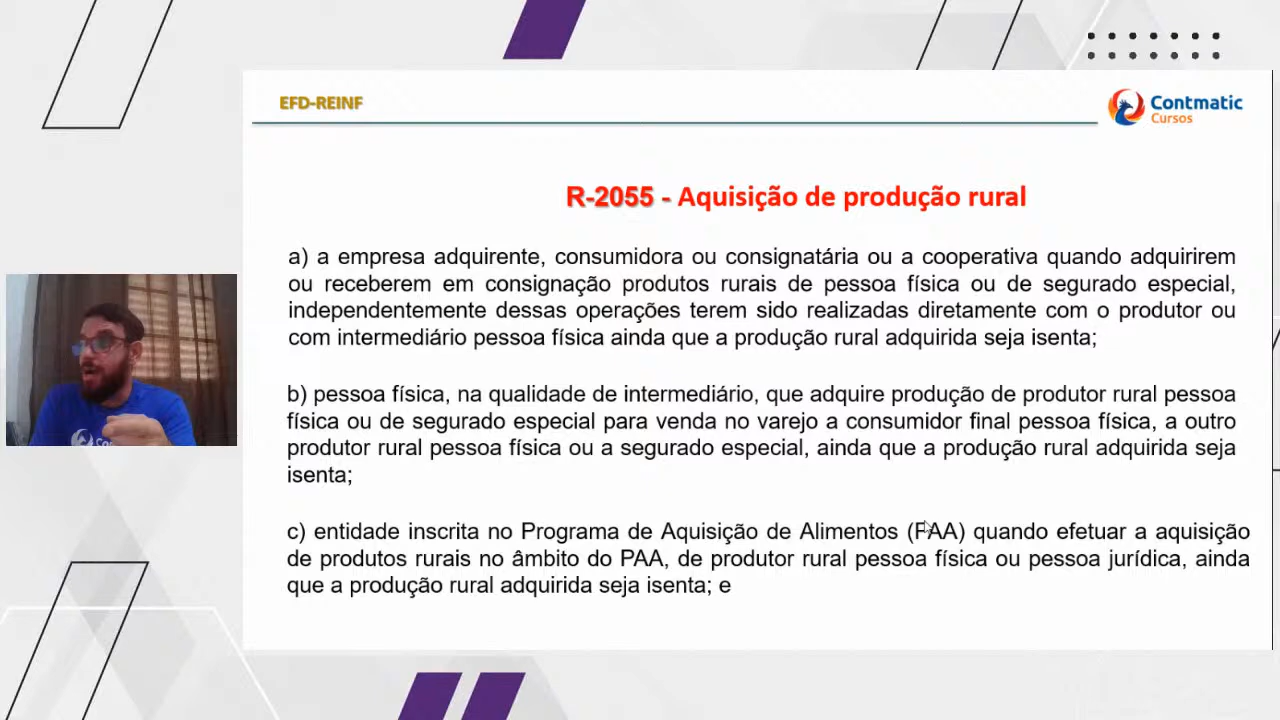 EFD-REINF
Contmatic
Cursos
R-2055 - Aquisição de produção rural
a) a empresa adquirente, consumidora ou consignatária ou a cooperativa quando adquirirem
ou receberem em consignação produtos rurais de pessoa física ou de segurado especial,
independentemente dessas operações terem sido realizadas diretamente com o produtor ou
com intermediário pessoa física ainda que a produção rural adquirida seja isenta;
b) pessoa física, na qualidade de intermediário, que adquire produção de produtor rural pessoa
física ou de segurado especial para venda no varejo a consumidor final pessoa física, a outro
produtor rural pessoa física ou a segurado especial, ainda que a produção rural adquirida seja
isenta;
c) entidade inscrita no Programa de Aquisição de Alimentos (PAA) quando efetuar a aquisição
de produtos rurais no âmbito do PAA, de produtor rural pessoa física ou pessoa jurídica, ainda
que a produção rural adquirida seja isenta; e